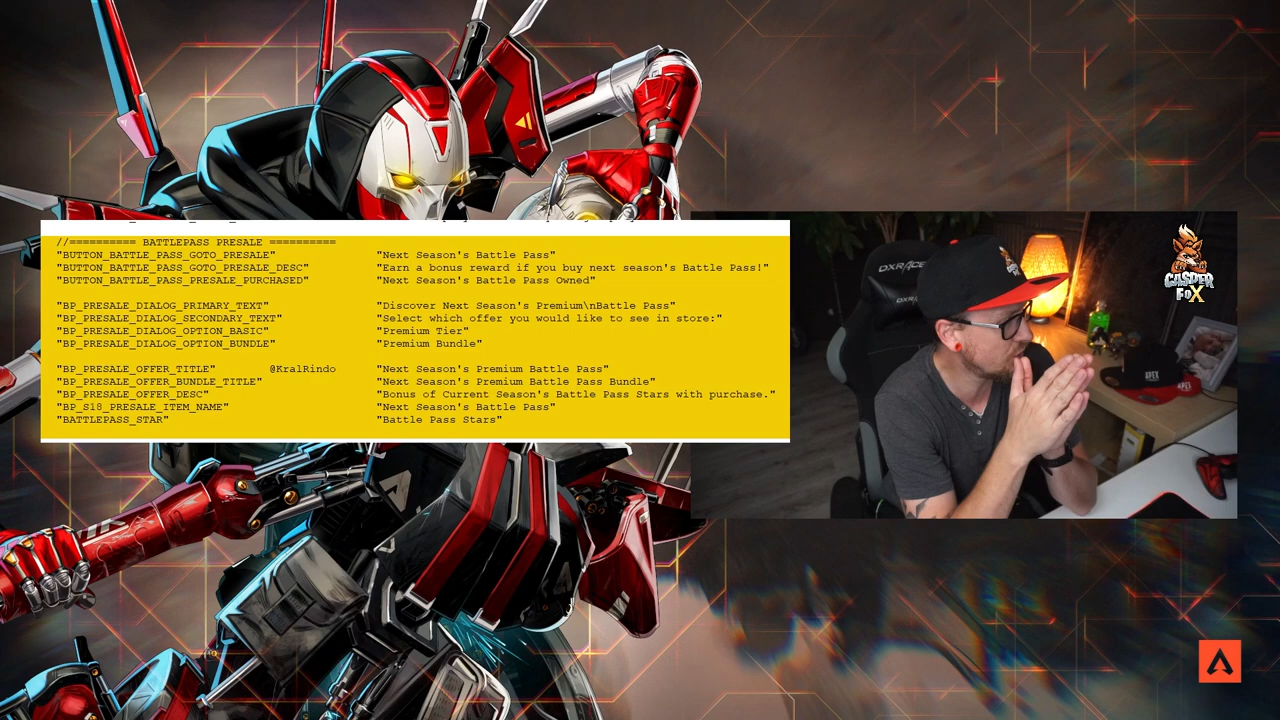 //========== BATTLEPASS PRESALE ==========
"BUTTON_BATTLE_PASS_GOTO_PRESALE" "Next Season's Battle Pass"
"BUTTON_BATTLE_PASS_GOTO_PRESALE_DESC" "Earn a bonus reward if you buy next season's Battle Pass!"
"BUTTON_BATTLE_PASS_PRESALE_PURCHASED" "Next Season's Battle Pass Owned"
"BP_PRESALE_DIALOG_PRIMARY_TEXT" "Discover Next Season's Premium\nBattle Pass"
"BP_PRESALE_DIALOG_SECONDARY_TEXT" "Select which offer you would like to see in store:"
"BP_PRESALE_DIALOG_OPTION_BASIC" "Premium Tier"
"BP_PRESALE_DIALOG_OPTION_BUNDLE" "Premium Bundle"
"BP_PRESALE_OFFER_TITLE" @KralRindo "Next Season's Premium Battle Pass"
"BP_PRESALE_OFFER_BUNDLE_TITLE" "Next Season's Premium Battle Pass Bundle"
"BP_PRESALE_OFFER_DESC" "Bonus of Current Season's Battle Pass Stars with purchase."
"BP_S18_PRESALE_ITEM_NAME" "Next Season's Battle Pass"
"BATTLEPASS_STAR" "Battle Pass Stars"
DXRACE
DXR
CASPER
FOX
APEX